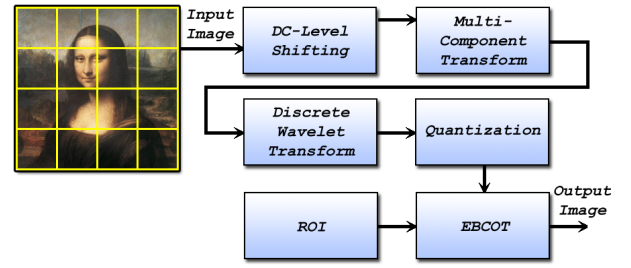 Input
Image
DC-Level
Shifting
Multi-
Component
Transform
Discrete
Wavelet
Transform
Quantization
ROI
EBCOT
Output
Image